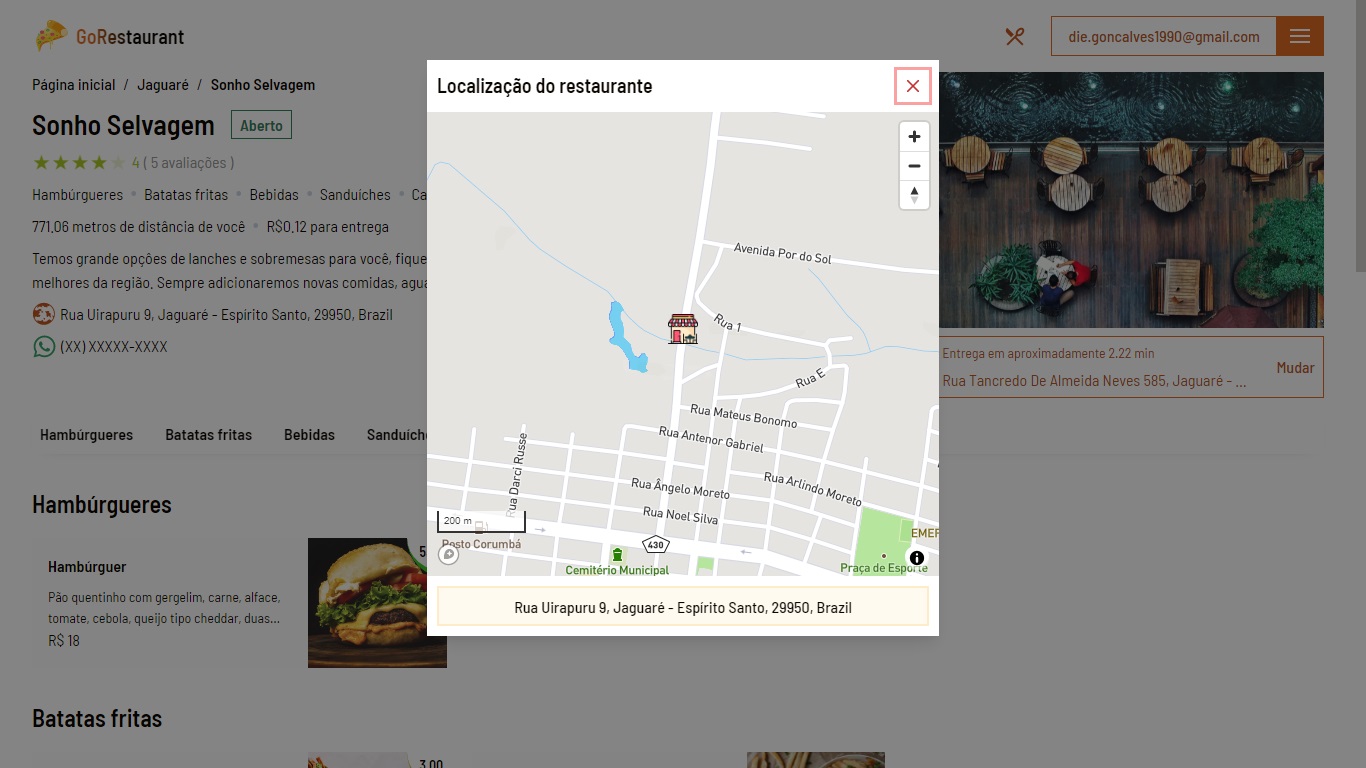 GoRestaurant
die.goncalves1990@gmail.com
Página inicial / Jaguaré / Sonho Selvagem
Sonho Selvagem
Aberto
4 ( 5 avaliações )
Hambúrgueres • Batatas fritas • Bebidas • Sanduíches • Ca
771.06 metros de distância de você • R$0.12 para entrega
Temos grande opções de lanches e sobremesas para você, fique
melhores da região. Sempre adicionaremos novas comidas, agua
Rua Uirapuru 9, Jaguaré - Espírito Santo, 29950, Brazil
(XX) XXXXX-XXXX
Entrega em aproximadamente 2.22 min
Rua Tancredo De Almeida Neves 585, Jaguaré - ...
Mudar
Hambúrgueres
Batatas fritas
Bebidas
Sanduích
Hambúrgueres
Hambúrguer
Pão quentinho com gergelim, carne, alface,
tomate, cebola, queijo tipo cheddar, duas...
R$ 18
5
Batatas fritas
3.00
Localização do restaurante
Avenida Por do Sol
Rua 1
Rua E
Rua Mateus Bonomo
Rua Antenor Gabriel
Rua Darci Russe
Rua Ângelo Moreto
Rua Arlindo Moreto
Rua Noel Silva
200 m
Posto Corumbá
430
EMEF
Cemitério Municipal
Praça de Esporte
Rua Uirapuru 9, Jaguaré - Espírito Santo, 29950, Brazil